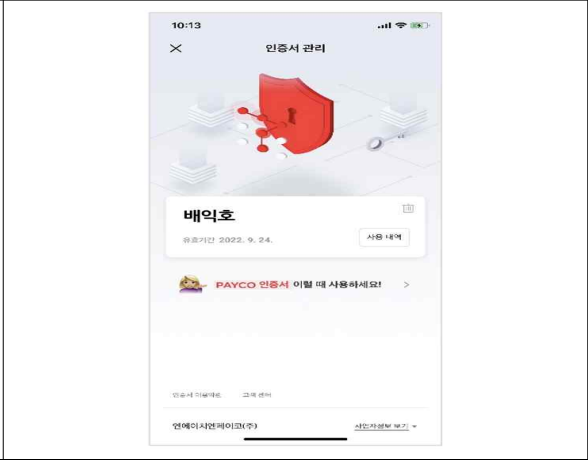 10:13
인증서 관리
배익호
유효기간 2022. 9. 24.
사용 내역
PAYCO 인증서 이럴 때 사용하세요!
인증서 이용약관 고객 센터
엔에이치엔페이코(주)
사업자정보 보기